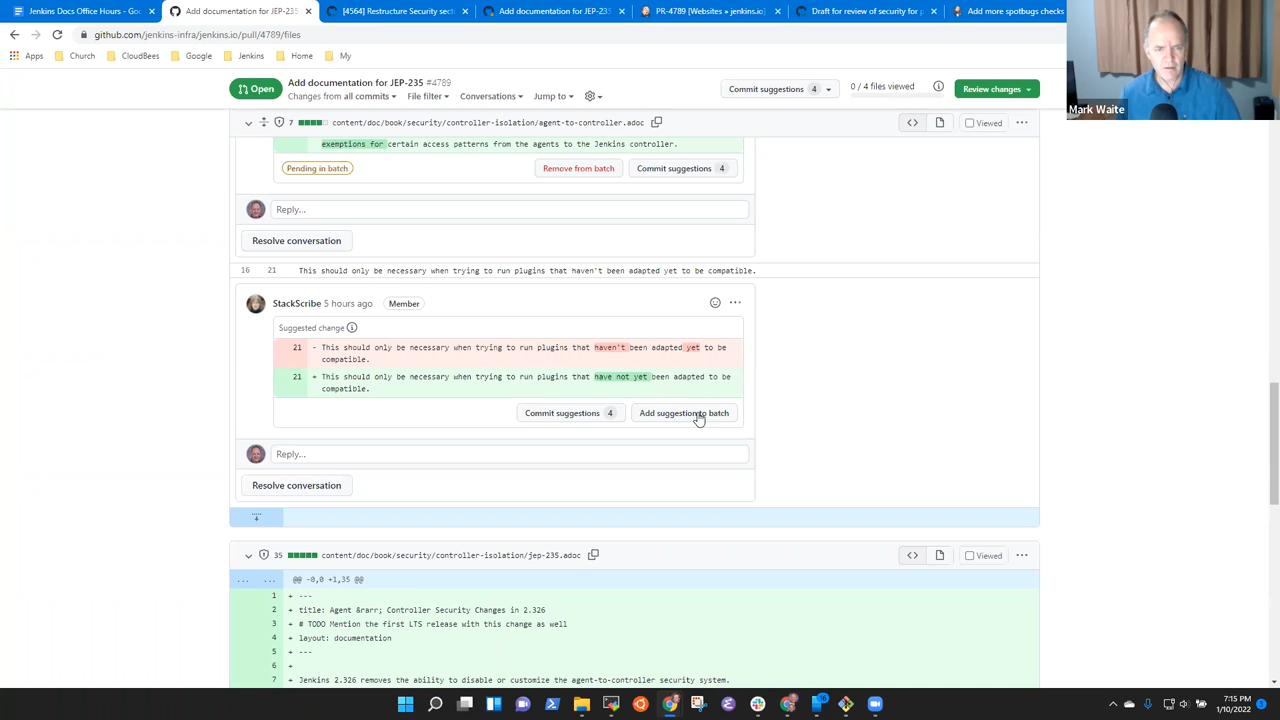 Jenkins Docs Office Hours - Goo
Add documentation for JEP-235
[4564] Restructure Security sect
Add documentation for JEP-235
PR-4789 [Websites » jenkins.io]
Draft for review of security for p
Add more spotbugs checks
github.com/jenkins-infra/jenkins.io/pull/4789/files
Apps
Church
CloudBees
Google
Jenkins
Home
My
Mark Waite
Open
Add documentation for JEP-235 #4789
Changes from all commits
File filter
Conversations
Jump to
Commit suggestions 4
0 / 4 files viewed
Review changes
7 content/doc/book/security/controller-isolation/agent-to-controller.adoc
Viewed
exemptions for certain access patterns from the agents to the Jenkins controller.
Pending in batch
Remove from batch
Commit suggestions 4
Reply...
Resolve conversation
16 21 This should only be necessary when trying to run plugins that haven't been adapted yet to be compatible.
StackScribe 5 hours ago Member
Suggested change
21 - This should only be necessary when trying to run plugins that haven't been adapted yet to be
compatible.
21 + This should only be necessary when trying to run plugins that have not yet been adapted to be
compatible.
Commit suggestions 4
Add suggestion to batch
Reply...
Resolve conversation
35 content/doc/book/security/controller-isolation/jep-235.adoc
Viewed
... ... @@ -0,0 +1,35 @@
1 + ---
2 + title: Agent &rarr; Controller Security Changes in 2.326
3 + # TODO Mention the first LTS release with this change as well
4 + layout: documentation
5 + ---
6 +
7 + Jenkins 2.326 removes the ability to disable or customize the agent-to-controller security system.
7:15 PM
1/10/2022